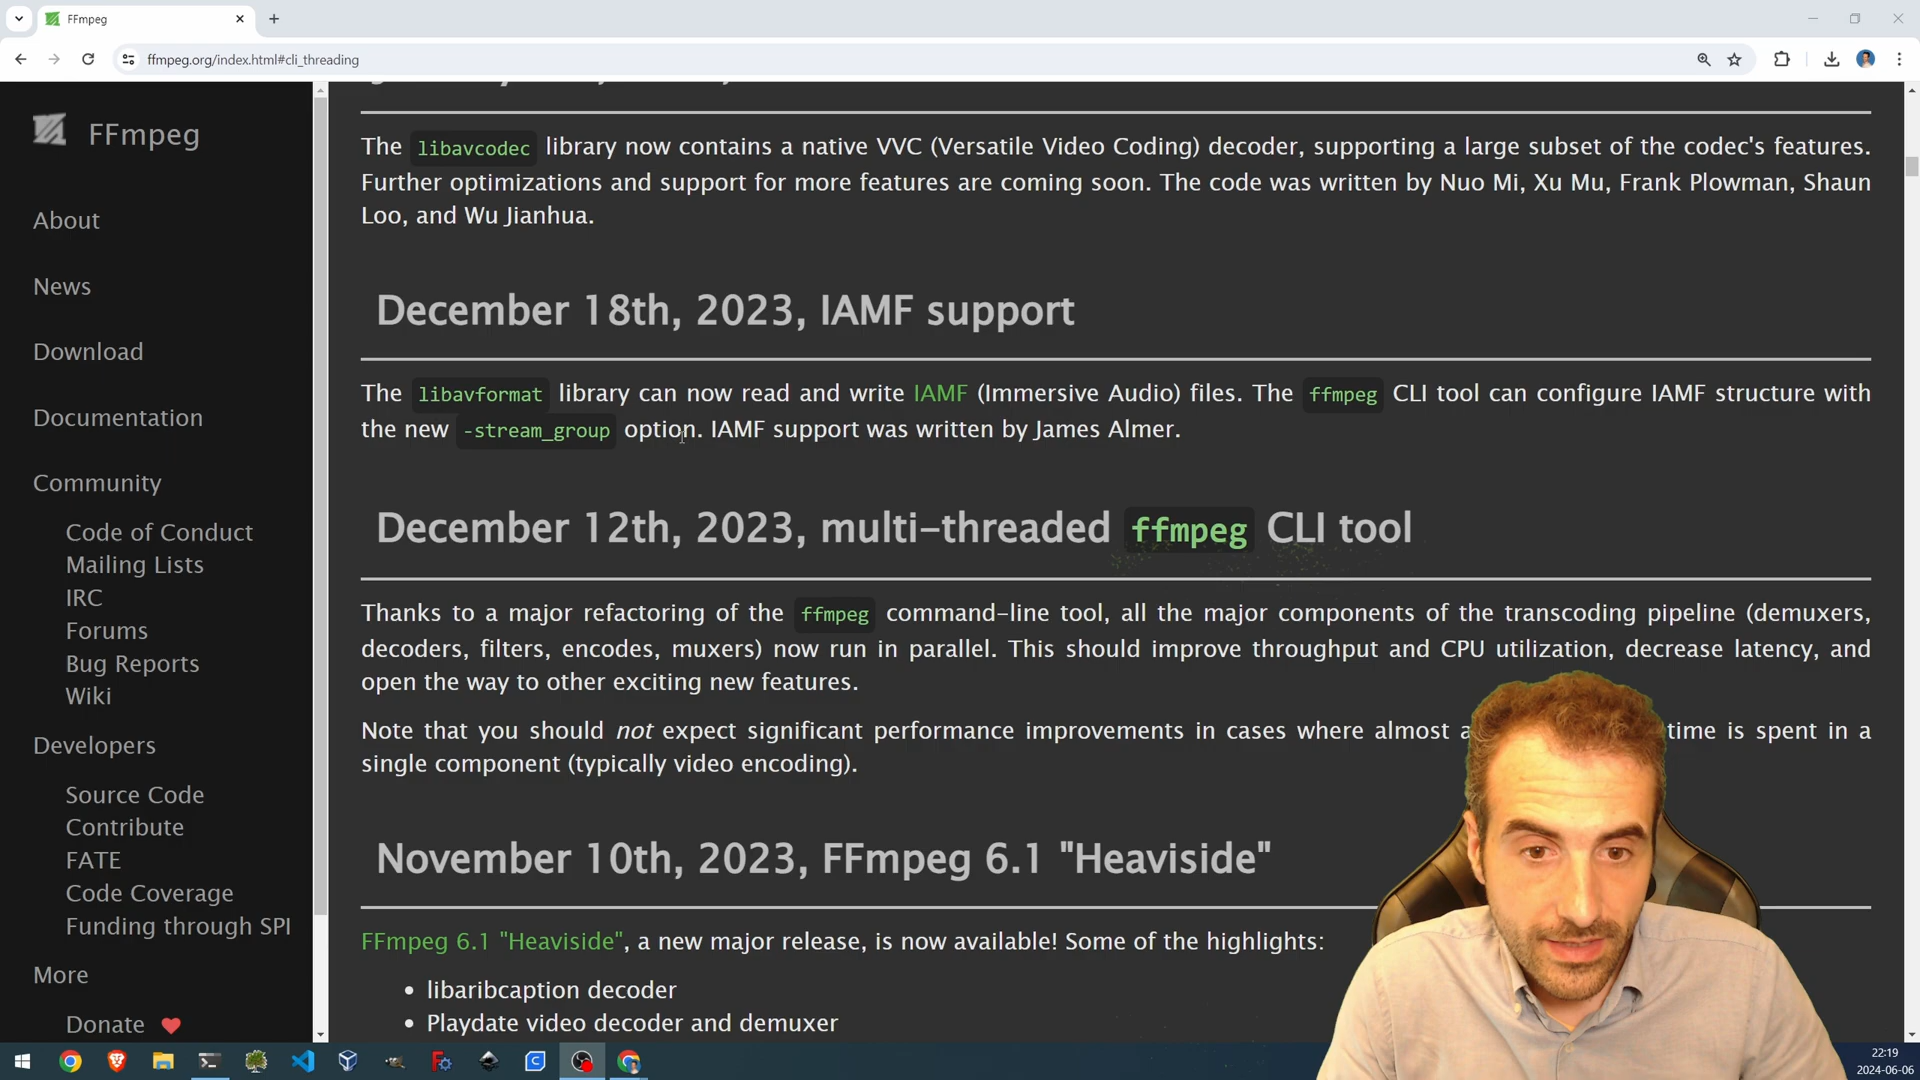 FFmpeg
ffmpeg.org/index.html#cli_threading
FFmpeg
About
News
Download
Documentation
Community
Code of Conduct
Mailing Lists
IRC
Forums
Bug Reports
Wiki
Developers
Source Code
Contribute
FATE
Code Coverage
Funding through SPI
More
Donate
The libavcodec library now contains a native VVC (Versatile Video Coding) decoder, supporting a large subset of the codec's features.
Further optimizations and support for more features are coming soon. The code was written by Nuo Mi, Xu Mu, Frank Plowman, Shaun
Loo, and Wu Jianhua.
December 18th, 2023, IAMF support
The libavformat library can now read and write IAMF (Immersive Audio) files. The ffmpeg CLI tool can configure IAMF structure with
the new -stream_group option. IAMF support was written by James Almer.
December 12th, 2023, multi-threaded ffmpeg CLI tool
Thanks to a major refactoring of the ffmpeg command-line tool, all the major components of the transcoding pipeline (demuxers,
decoders, filters, encodes, muxers) now run in parallel. This should improve throughput and CPU utilization, decrease latency, and
open the way to other exciting new features.
Note that you should not expect significant performance improvements in cases where almost time is spent in a
single component (typically video encoding).
November 10th, 2023, FFmpeg 6.1 "Heaviside"
FFmpeg 6.1 "Heaviside", a new major release, is now available! Some of the highlights:
• libaribcaption decoder
• Playdate video decoder and demuxer
22:19
2024-06-06